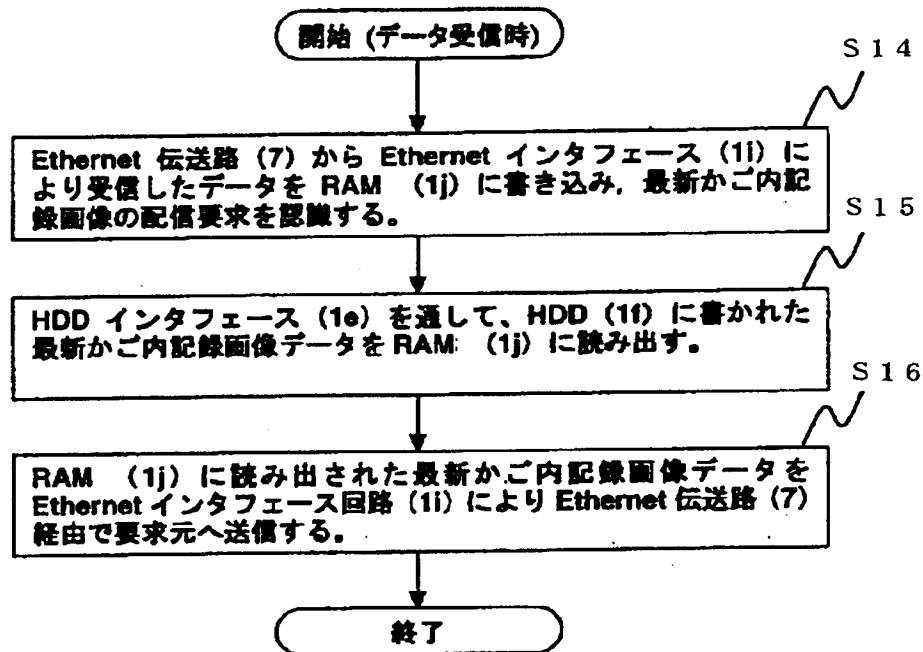 開始 (データ受信時)
S14
Ethernet 伝送路 (7) から Ethernet インタフェース (1i) に
より受信したデータを RAM (1j) に書き込み、最新かご内記
録画像の配信要求を認識する。
S15
HDD インタフェース (1e) を通して、HDD (1f) に書かれた
最新かご内記録画像データを RAM (1j) に読み出す。
S16
RAM (1j) に読み出された最新かご内記録画像データを
Ethernet インタフェース回路 (1i) により Ethernet 伝送路 (7)
経由で要求元へ送信する。
終了